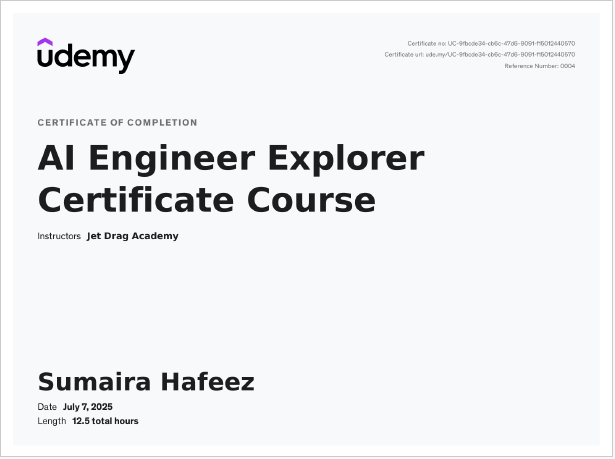 udemy
Certificate no: UC-9fbcde34-cb6c-47d6-9091-f15012440570
Certificate url: ude.my/UC-9fbcde34-cb6c-47d6-9091-f15012440570
Reference Number: 0004
CERTIFICATE OF COMPLETION
AI Engineer Explorer
Certificate Course
Instructors Jet Drag Academy
Sumaira Hafeez
Date July 7, 2025
Length 12.5 total hours